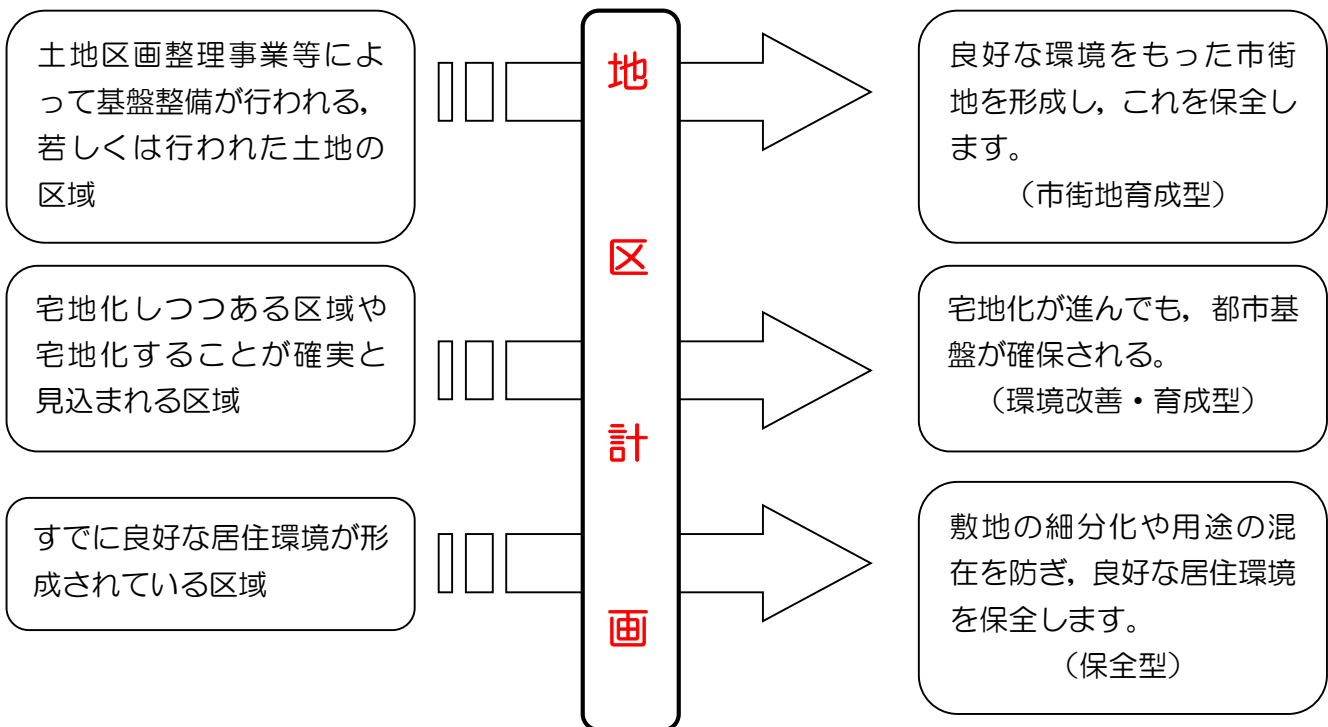 土地区画整理事業等によ
って基盤整備が行われる，
若しくは行われた土地の
区域
宅地化しつつある区域や
宅地化することが確実と
見込まれる区域
すでに良好な居住環境が形
成されている区域
地
区
計
画
良好な環境をもった市街
地を形成し，これを保全し
ます。
（市街地育成型）
宅地化が進んでも，都市基
盤が確保される。
（環境改善・育成型）
敷地の細分化や用途の混
在を防ぎ，良好な居住環境
を保全します。
（保全型）